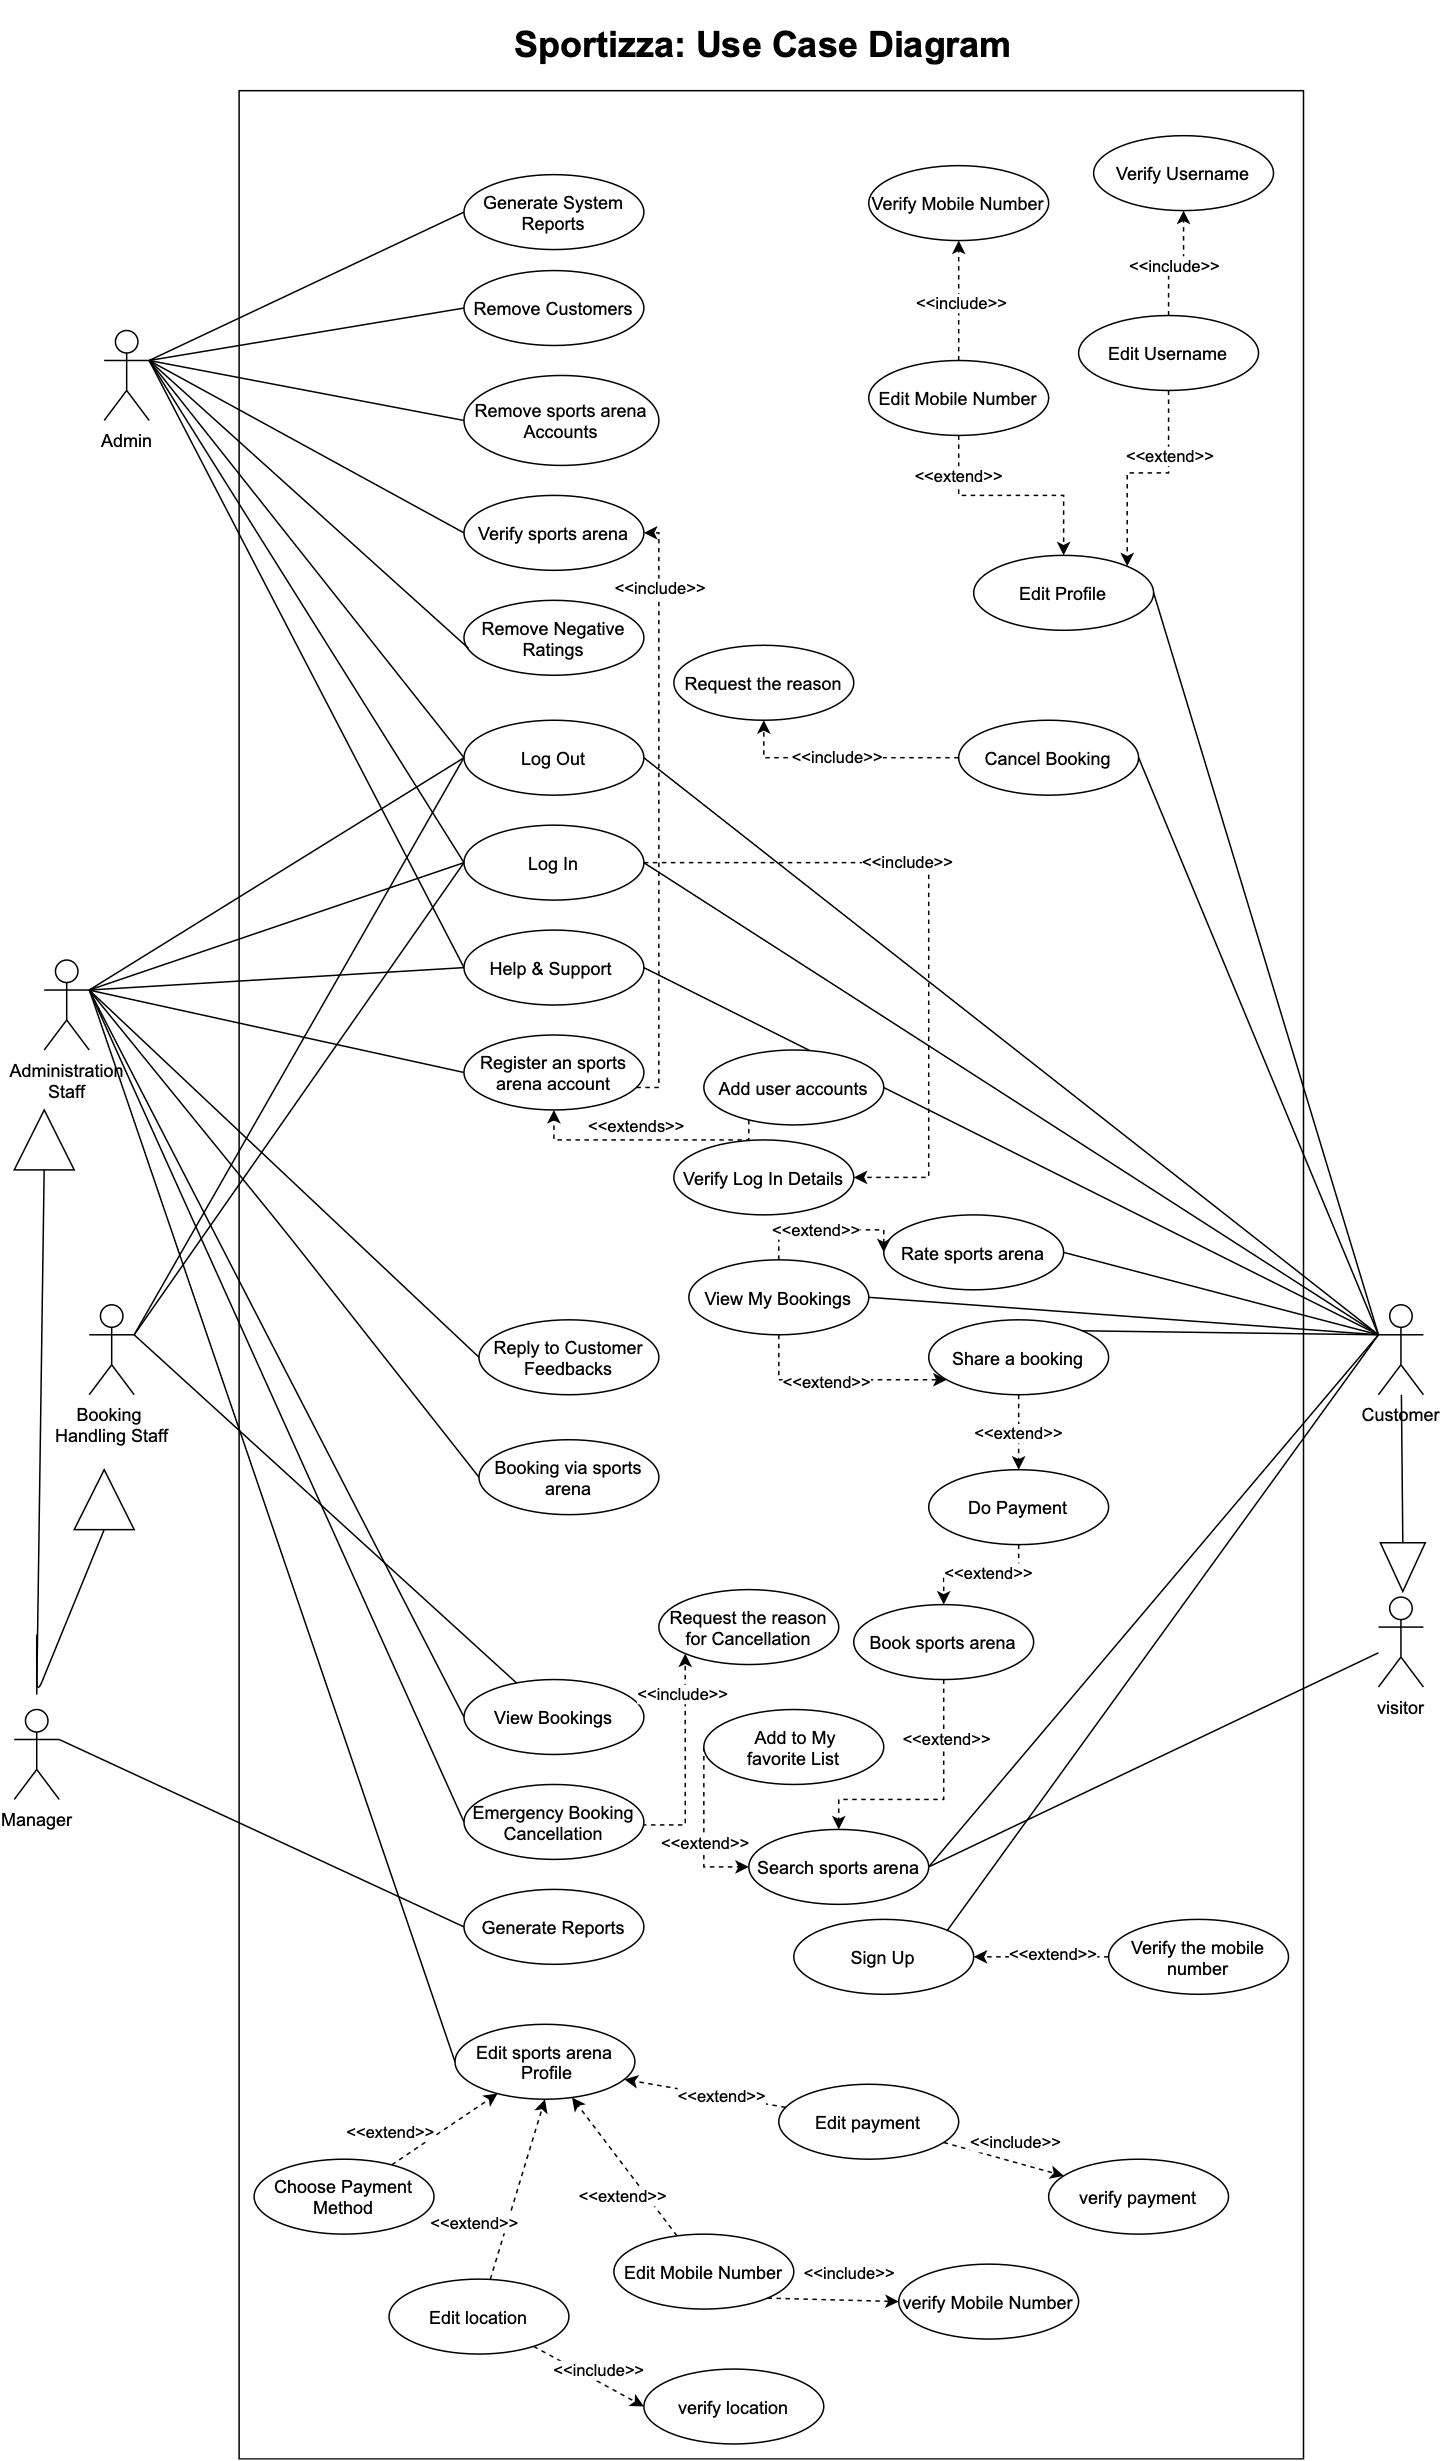 Sportizza: Use Case Diagram
Verify Username
Generate System
Reports
Verify Mobile Number
<<include>>
<<include>>
Remove Customers
Edit Username
Edit Mobile Number
Remove sports arena
Accounts
Admin
<<extend>>
<<extend>>
Verify sports arena
<<include>>
Edit Profile
Remove Negative
Ratings
Request the reason
Log Out
<<include>>
Cancel Booking
Log In
<<include>>
Help & Support
Administration
Staff
Register an sports
arena account
Add user accounts
<<extends>>
Verify Log In Details
<<extend>>
Rate sports arena
View My Bookings
Reply to Customer
Feedbacks
Share a booking
<<extend>>
Booking
Handling Staff
Customer
<<extend>>
Booking via sports
arena
Do Payment
<<extend>>
Request the reason
for Cancellation
Book sports arena
<<include>>
visitor
View Bookings
Add to My
favorite List
<<extend>>
Manager
Emergency Booking
Cancellation
<<extend>>
Search sports arena
Generate Reports
Sign Up
<<extend>>
Verify the mobile
number
Edit sports arena
Profile
<<extend>>
Edit payment
<<extend>>
<<include>>
Choose Payment
Method
<<extend>>
verify payment
<<extend>>
Edit Mobile Number
<<include>>
verify Mobile Number
Edit location
<<include>>
verify location